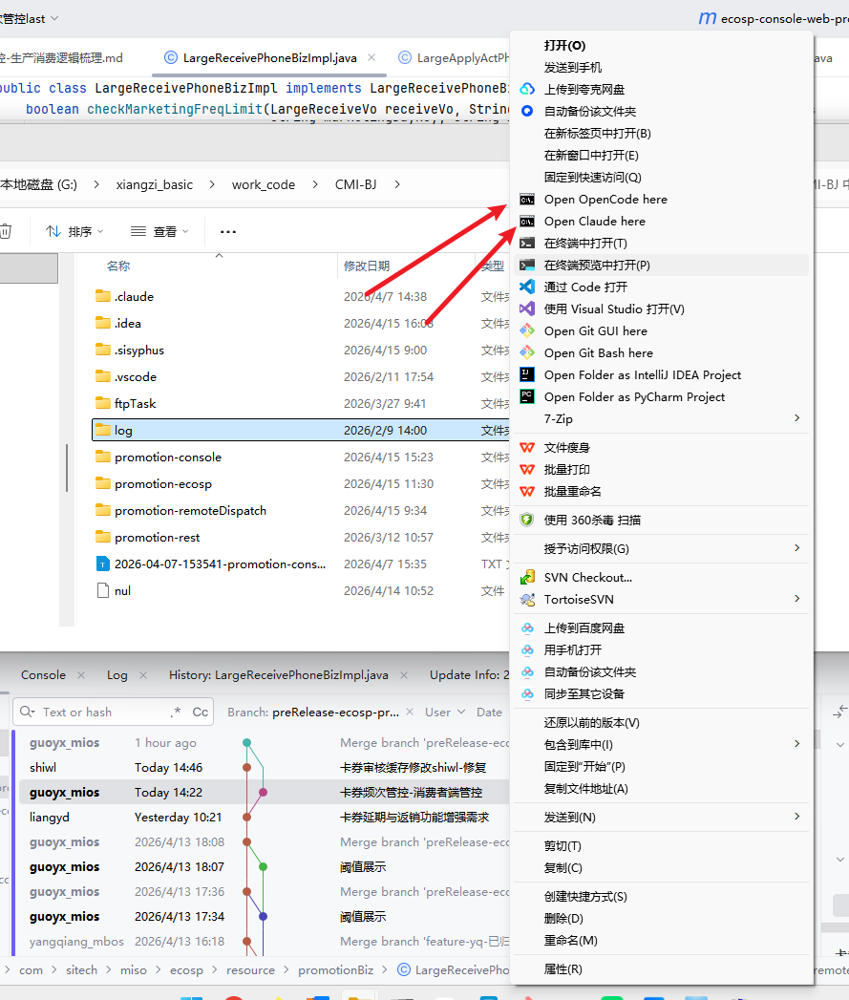 次管控last
ecosp-console-web-pre
控-生产消费逻辑梳理.md
LargeReceivePhoneBizImpl.java
LargeApplyActPh
ava
public class LargeReceivePhoneBizImpl implements LargeReceivePhoneBi
boolean checkMarketingFreqLimit(LargeReceiveVo receiveVo, Strin
本地磁盘 (G:)
xiangzi_basic
work_code
CMI-BJ
MI-BJ 中
排序
查看
名称
修改日期
类型
.claude
2026/4/7 14:38
文件夹
.idea
2026/4/15 16:03
文件夹
.sisyphus
2026/4/15 9:00
文件夹
.vscode
2026/2/11 17:54
文件夹
ftpTask
2026/3/27 9:41
文件夹
log
2026/2/9 14:00
文件夹
promotion-console
2026/4/15 15:23
文件夹
promotion-ecosp
2026/4/15 11:30
文件夹
promotion-remoteDispatch
2026/4/15 9:34
文件夹
promotion-rest
2026/3/12 10:57
文件夹
2026-04-07-153541-promotion-cons...
2026/4/7 15:35
TXT
nul
2026/4/14 10:52
文件
打开(O)
发送到手机
上传到夸克网盘
自动备份该文件夹
在新标签页中打开(B)
在新窗口中打开(E)
固定到快速访问(Q)
Open OpenCode here
Open Claude here
在终端中打开(T)
在终端预览中打开(P)
通过 Code 打开
使用 Visual Studio 打开(V)
Open Git GUI here
Open Git Bash here
Open Folder as IntelliJ IDEA Project
Open Folder as PyCharm Project
7-Zip
文件瘦身
批量打印
批量重命名
使用 360杀毒 扫描
授予访问权限(G)
SVN Checkout...
TortoiseSVN
上传到百度网盘
用手机打开
自动备份该文件夹
同步至其它设备
还原以前的版本(V)
包含到库中(I)
固定到“开始”(P)
复制文件地址(A)
发送到(N)
剪切(T)
复制(C)
创建快捷方式(S)
删除(D)
重命名(M)
属性(R)
Console
Log
History: LargeReceivePhoneBizImpl.java
Update Info: 2
Text or hash
.*
Cc
Branch: preRelease-ecosp-pr...
User
Date
guoyx_mios
1 hour ago
Merge branch 'preRelease-eco
shiwl
Today 14:46
卡券审核缓存修改shiwl-修复
guoyx_mios
Today 14:22
卡券频次管控-消费者端管控
liangyd
Yesterday 10:21
卡券延期与返销功能增强需求
guoyx_mios
2026/4/13 18:08
Merge branch 'preRelease-eco
guoyx_mios
2026/4/13 18:07
阈值展示
guoyx_mios
2026/4/13 17:36
Merge branch 'preRelease-eco
guoyx_mios
2026/4/13 17:34
阈值展示
yangqiang_mbos
2026/4/13 16:18
Merge branch 'feature-yq-已归
com
sitech
miso
ecosp
resource
promotionBiz
LargeReceivePho
remote